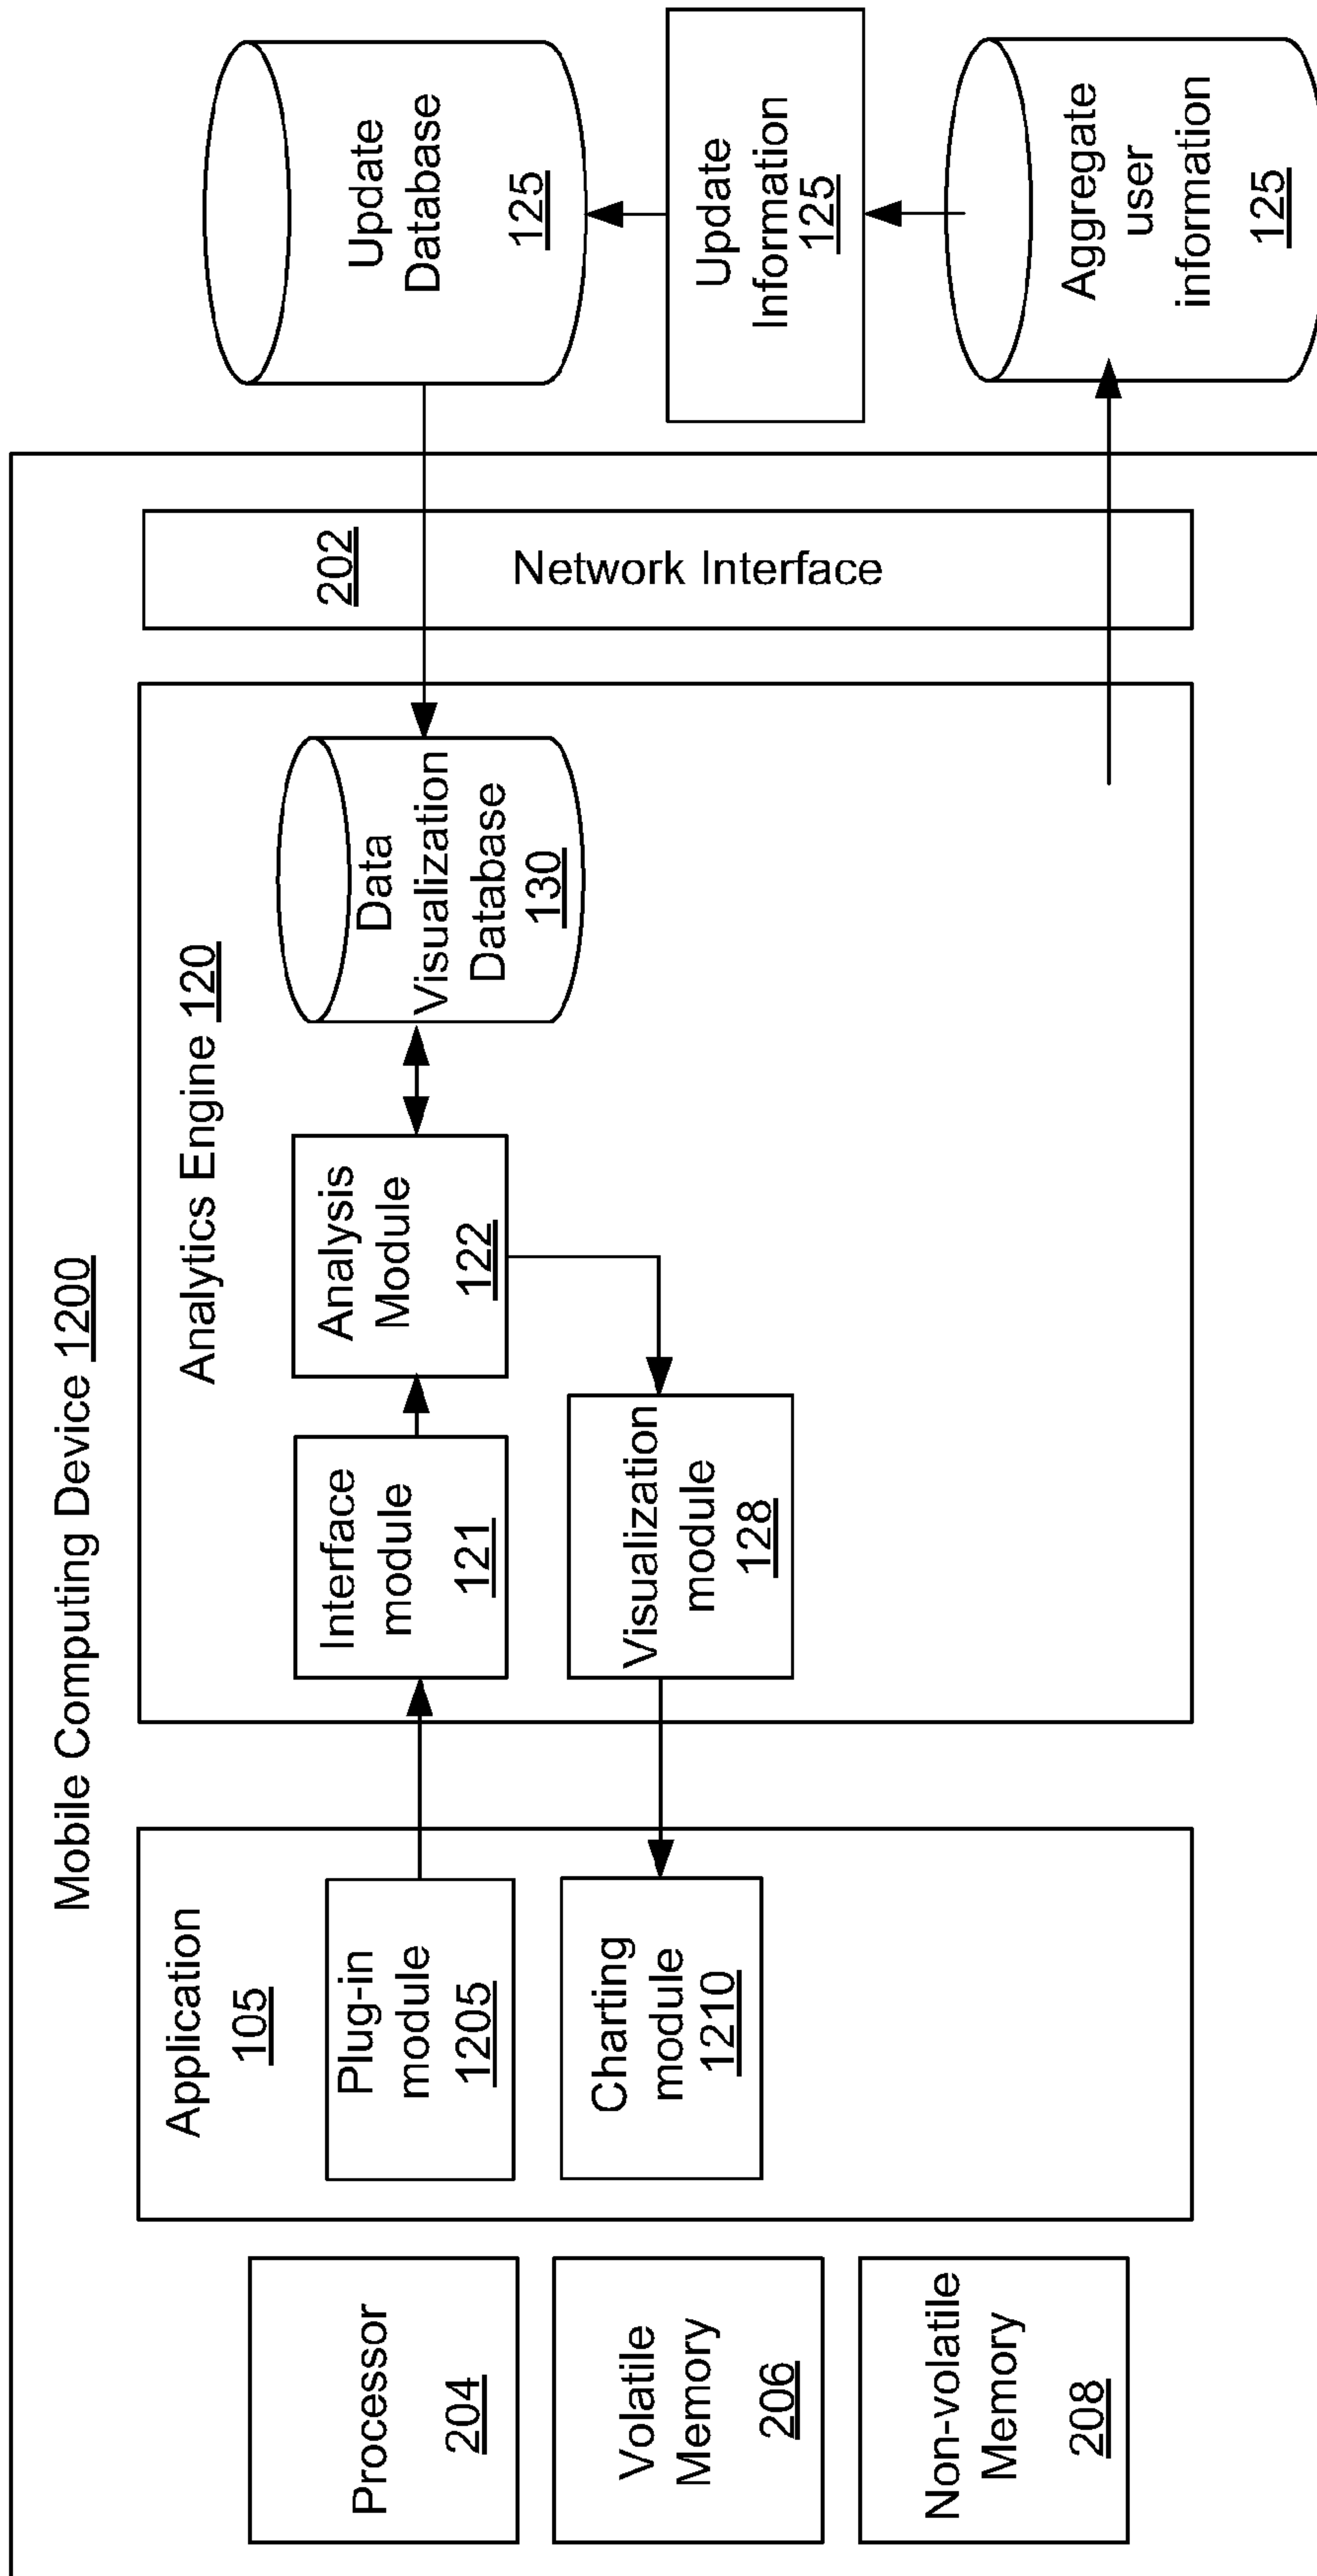 Mobile Computing Device 1200
Processor
204
Volatile
Memory
206
Non-volatile
Memory
208
Application
105
Plug-in
module
1205
Charting
module
1210
Analytics Engine 120
Interface
module
121
Analysis
Module
122
Data
Visualization
Database
130
Visualization
module
128
202
Network Interface
Update
Database
125
Update
Information
125
Aggregate
user
information
125